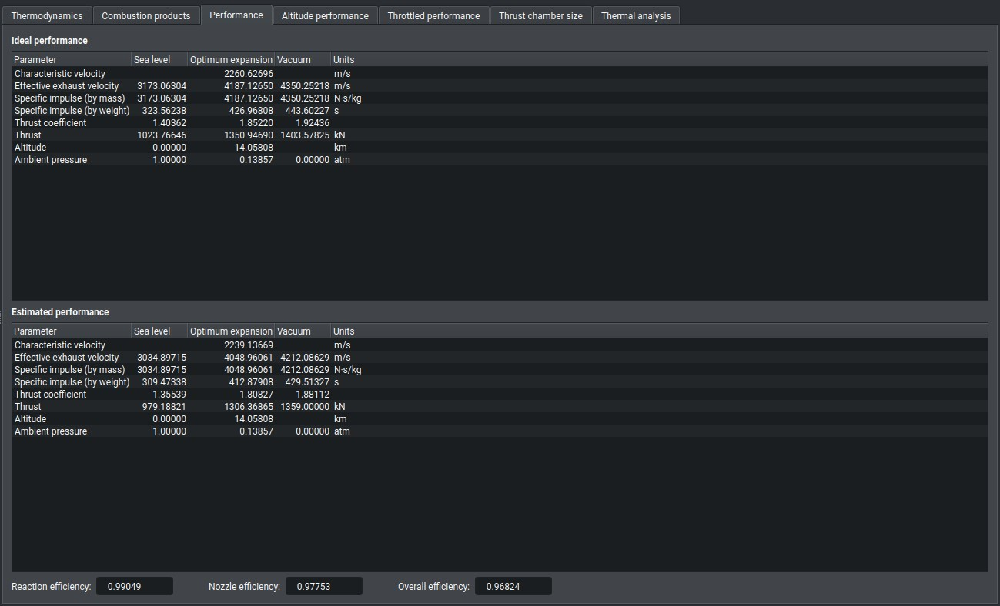 Thermodynamics Combustion products Performance Altitude performance Throttled performance Thrust chamber size Thermal analysis
Ideal performance
Parameter Sea level Optimum expansion Vacuum Units
Characteristic velocity 2260.62696 m/s
Effective exhaust velocity 3173.06304 4187.12650 4350.25218 m/s
Specific impulse (by mass) 3173.06304 4187.12650 4350.25218 N·s/kg
Specific impulse (by weight) 323.56238 426.96808 443.60227 s
Thrust coefficient 1.40362 1.85220 1.92436
Thrust 1023.76646 1350.94690 1403.57825 kN
Altitude 0.00000 14.05808 km
Ambient pressure 1.00000 0.13857 0.00000 atm
Estimated performance
Parameter Sea level Optimum expansion Vacuum Units
Characteristic velocity 2239.13669 m/s
Effective exhaust velocity 3034.89715 4048.96061 4212.08629 m/s
Specific impulse (by mass) 3034.89715 4048.96061 4212.08629 N·s/kg
Specific impulse (by weight) 309.47338 412.87908 429.51327 s
Thrust coefficient 1.35539 1.80827 1.88112
Thrust 979.18821 1306.36865 1359.00000 kN
Altitude 0.00000 14.05808 km
Ambient pressure 1.00000 0.13857 0.00000 atm
Reaction efficiency: 0.99049 Nozzle efficiency: 0.97753 Overall efficiency: 0.96824